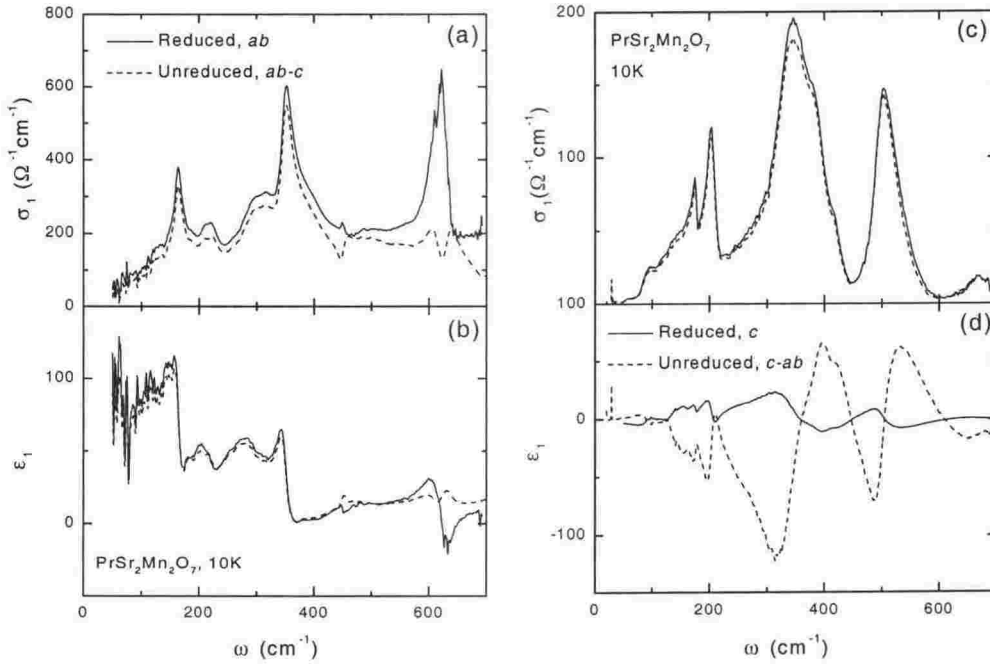 (a)
Reduced, ab
Unreduced, ab-c
800
600
400
200
0
σ₁ (Ω⁻¹cm⁻¹)
(b)
100
50
0
ε₁
PrSr₂Mn₂O₇, 10K
0 200 400 600
ω (cm⁻¹)
(c)
PrSr₂Mn₂O₇
10K
200
100
100
σ₁ (Ω⁻¹cm⁻¹)
(d)
Reduced, c
Unreduced, c-ab
0
-100
ε₁
0 200 400 600
ω (cm⁻¹)